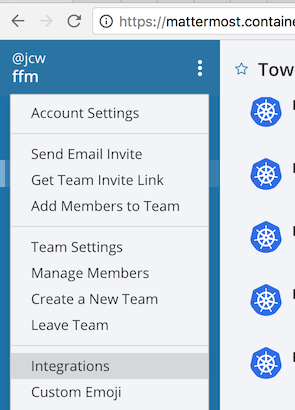 https://mattermost.containe
@jcw
ffm
Tow
Account Settings
Send Email Invite
Get Team Invite Link
Add Members to Team
Team Settings
Manage Members
Create a New Team
Leave Team
Integrations
Custom Emoji